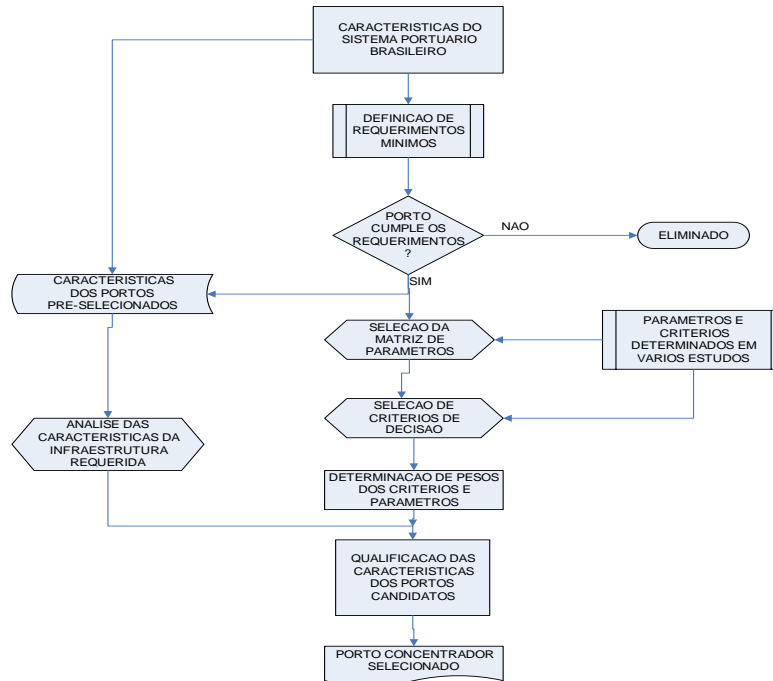 CARACTERISTICAS DO
SISTEMA PORTUARIO
BRASILEIRO
DEFINICAO DE
REQUERIMENTOS
MINIMOS
PORTO
CUMPLE OS
REQUERIMENTOS
?
NAO
ELIMINADO
SIM
CARACTERISTICAS
DOS PORTOS
PRE-SELECIONADOS
SELECAO DA
MATRIZ DE
PARAMETROS
PARAMETROS E
CRITERIOS
DETERMINADOS EM
VARIOS ESTUDOS
SELECAO DE
CRITERIOS DE
DECISAO
ANALISE DAS
CARACTERISTICAS DA
INFRAESTRUTURA
REQUERIDA
DETERMINACAO DE PESOS
DOS CRITERIOS E
PARAMETROS
QUALIFICACAO DAS
CARACTERISTICAS
DOS PORTOS
CANDIDATOS
PORTO CONCENTRADOR
SELECIONADO